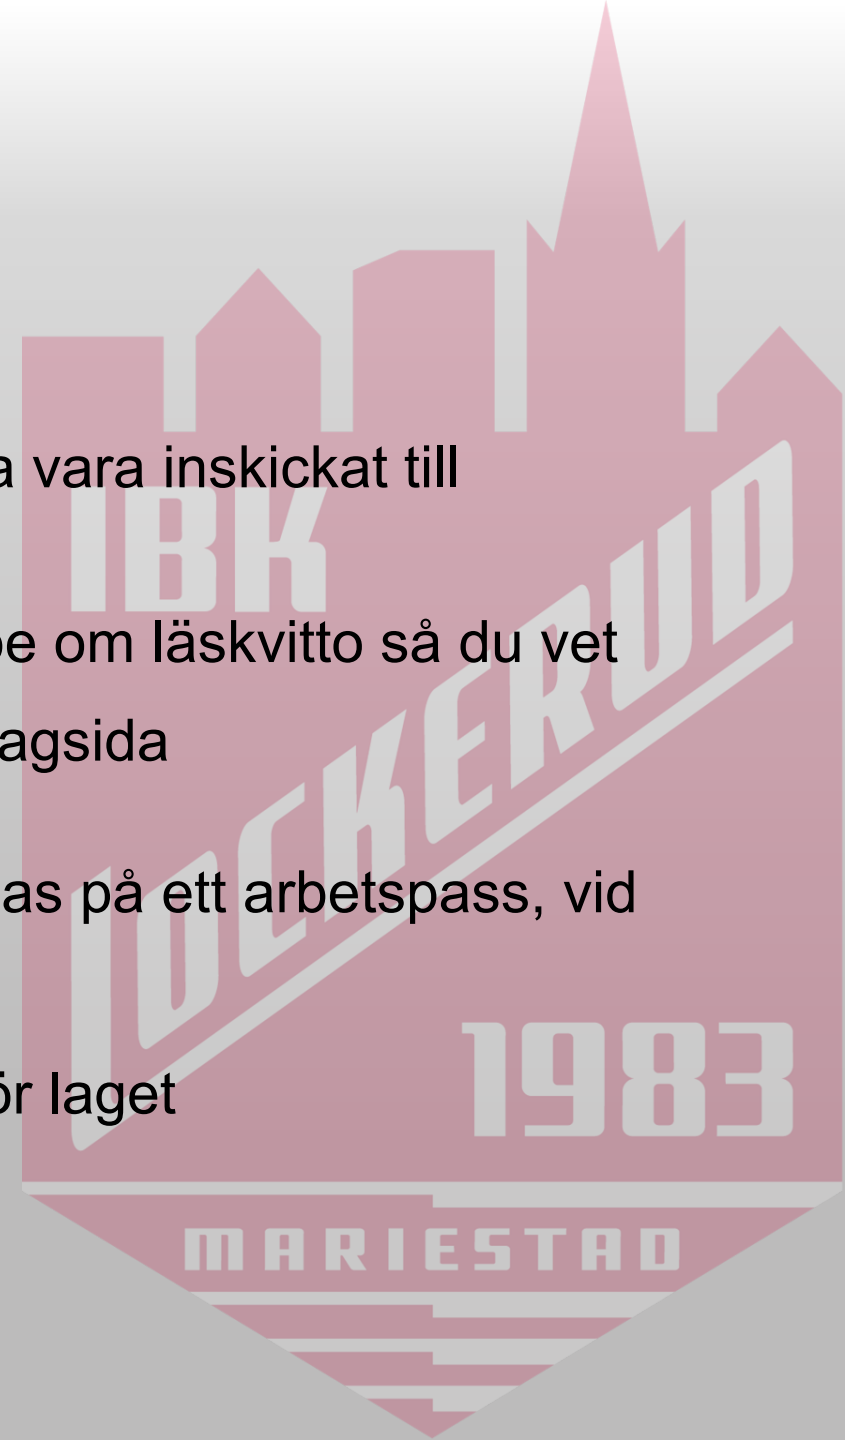 a vara inskickat till
IBK
be om läskvitto så du vet
agsida
LOCKERUD
as på ett arbetspass, vid
1983
ör laget
MARIESTAD